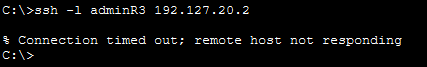 C:\>ssh -l adminR3 192.127.20.2
% Connection timed out; remote host not responding
C:\>